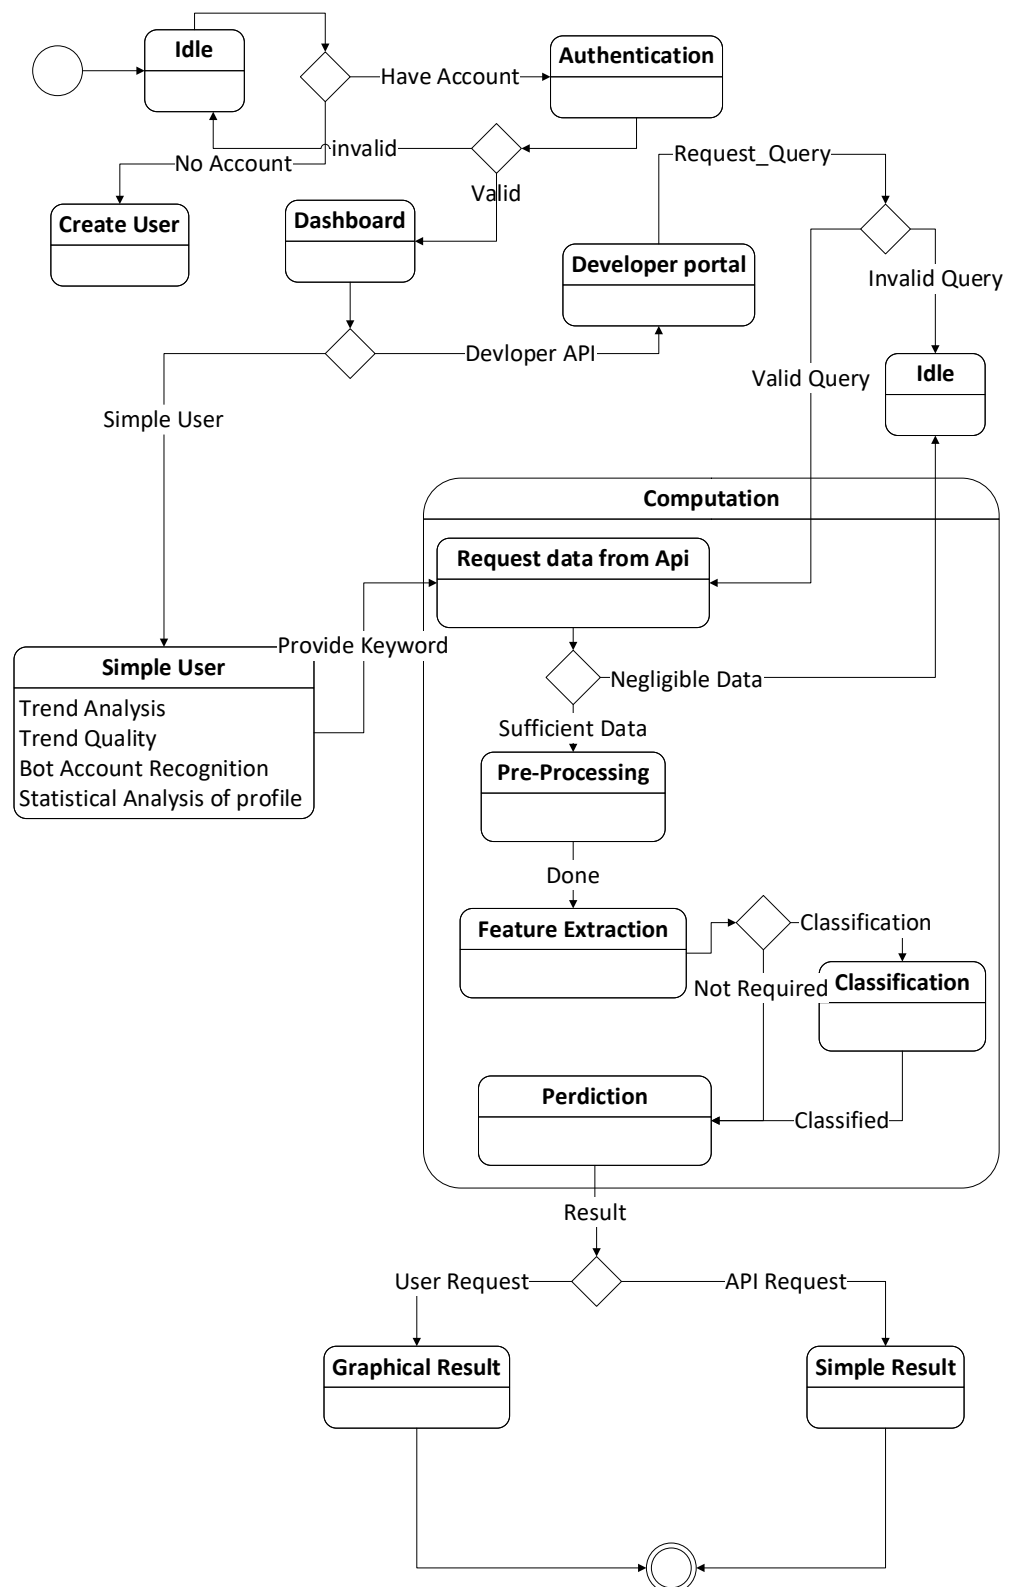 Idle
Authentication
Have Account
invalid
No Account
Request_Query
Valid
Create User
Dashboard
Developer portal
Invalid Query
Devloper API
Valid Query
Idle
Simple User
Computation
Request data from Api
Provide Keyword
Simple User
Trend Analysis
Trend Quality
Bot Account Recognition
Statistical Analysis of profile
Negligible Data
Sufficient Data
Pre-Processing
Done
Feature Extraction
Classification
Not Required
Classification
Perdiction
Classified
Result
User Request
API Request
Graphical Result
Simple Result